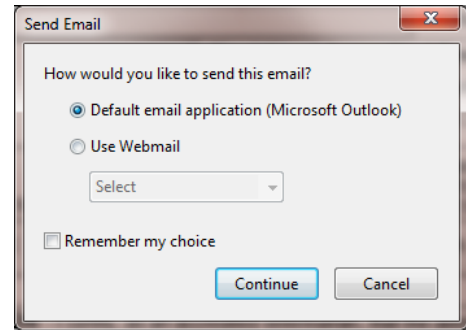 Send Email
How would you like to send this email?
Default email application (Microsoft Outlook)
Use Webmail
Select
Remember my choice
Continue
Cancel